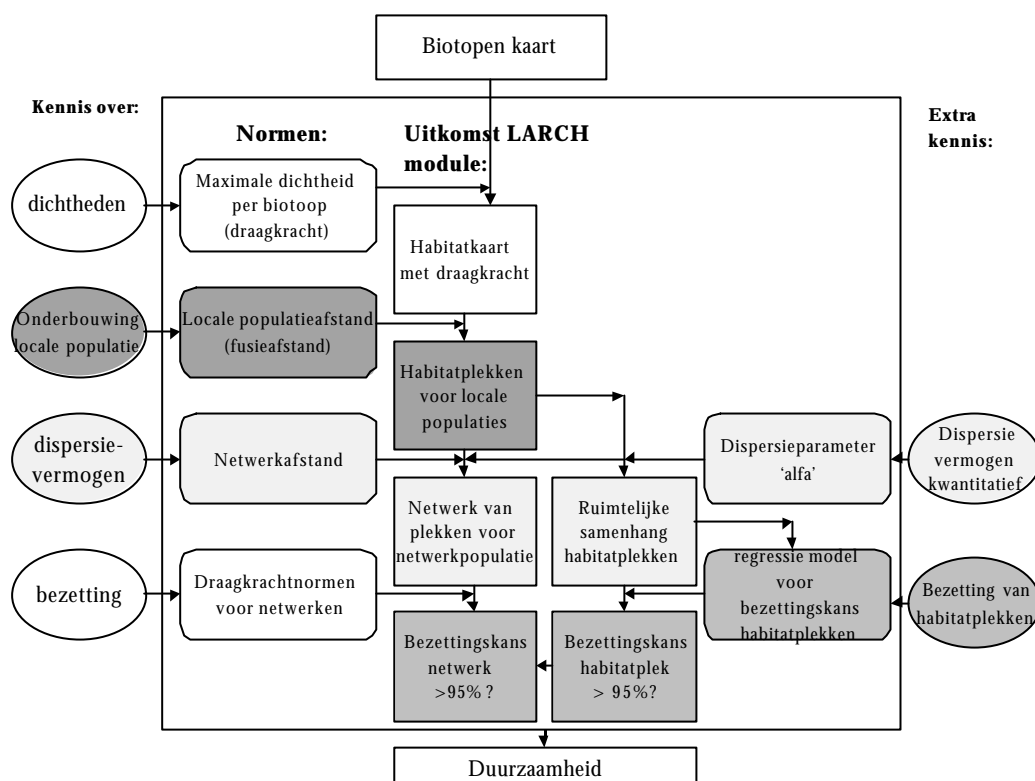 Biotopen kaart
Kennis over:
Normen:
Uitkomst LARCH
module:
Extra
kennis:
dichtheden
Maximale dichtheid
per biotoop
(draagkracht)
Habitatkaart
met draagkracht
Onderbouwing
locale populatie
Locale populatieafstand
(fusieafstand)
Habitatplekken
voor locale
populaties
dispersie-
vermogen
Netwerkafstand
Dispersieparameter
‘alfa’
Dispersie
vermogen
kwantitatief
Netwerk van
plekken voor
netwerkpopulatie
Ruimtelijke
samenhang
habitatplekken
regressie model
voor
bezettingskans
habitatplekken
bezetting
Draagkrachtnormen
voor netwerken
Bezetting van
habitatplekken
Bezettingskans
netwerk
>95% ?
Bezettingskans
habitatplek
> 95%?
Duurzaamheid